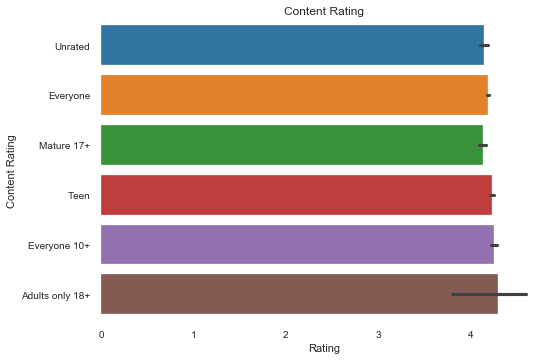 Content Rating
Content Rating
Unrated
Everyone
Mature 17+
Teen
Everyone 10+
Adults only 18+
0 1 2 3 4
Rating